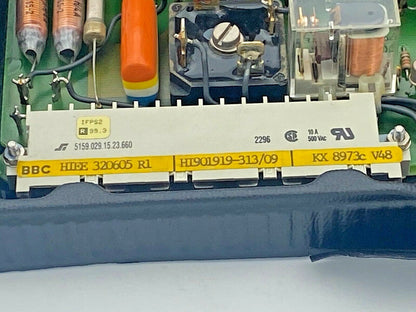 IFPS2
R 99.3
5159.029.15.23.660
2296
10 A
500 Vac
BBC HIEE 320605 R1 HI901919-313/09 KX 8973c V48